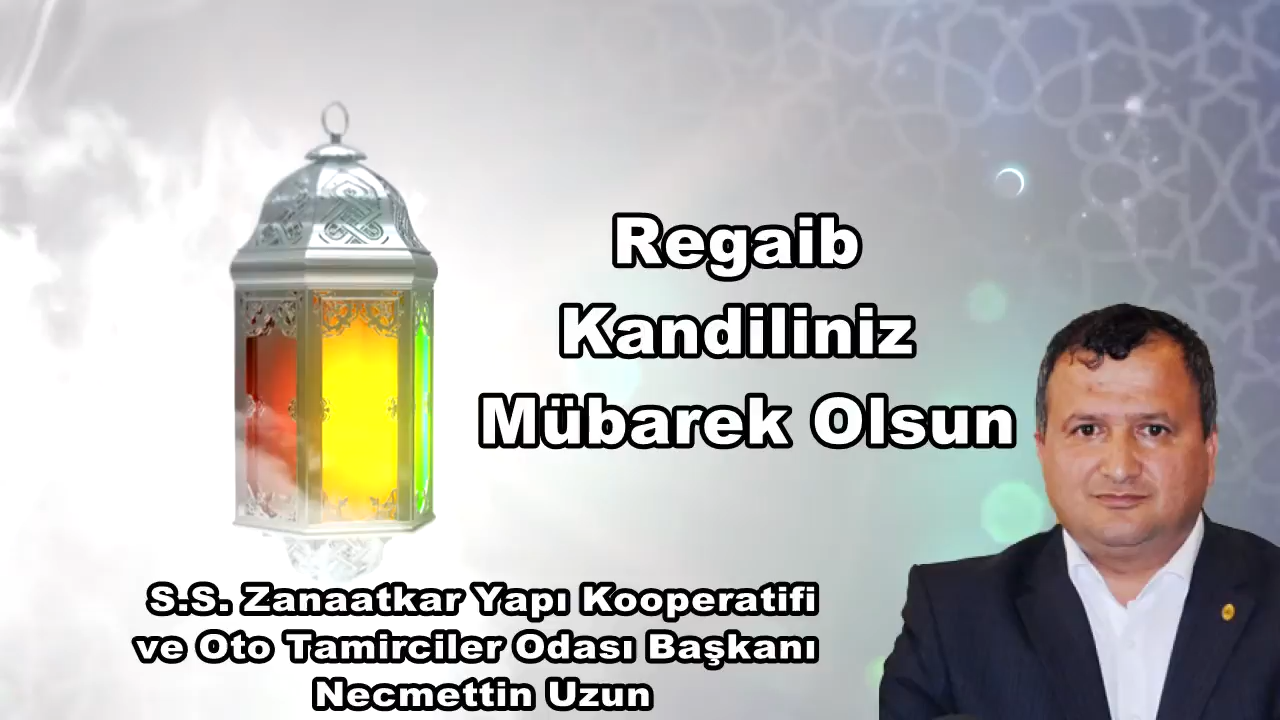 Regaib
Kandiliniz
Mübarek Olsun
S.S. Zanaatkar Yapı Kooperatifi
ve Oto Tamirciler Odası Başkanı
Necmettin Uzun